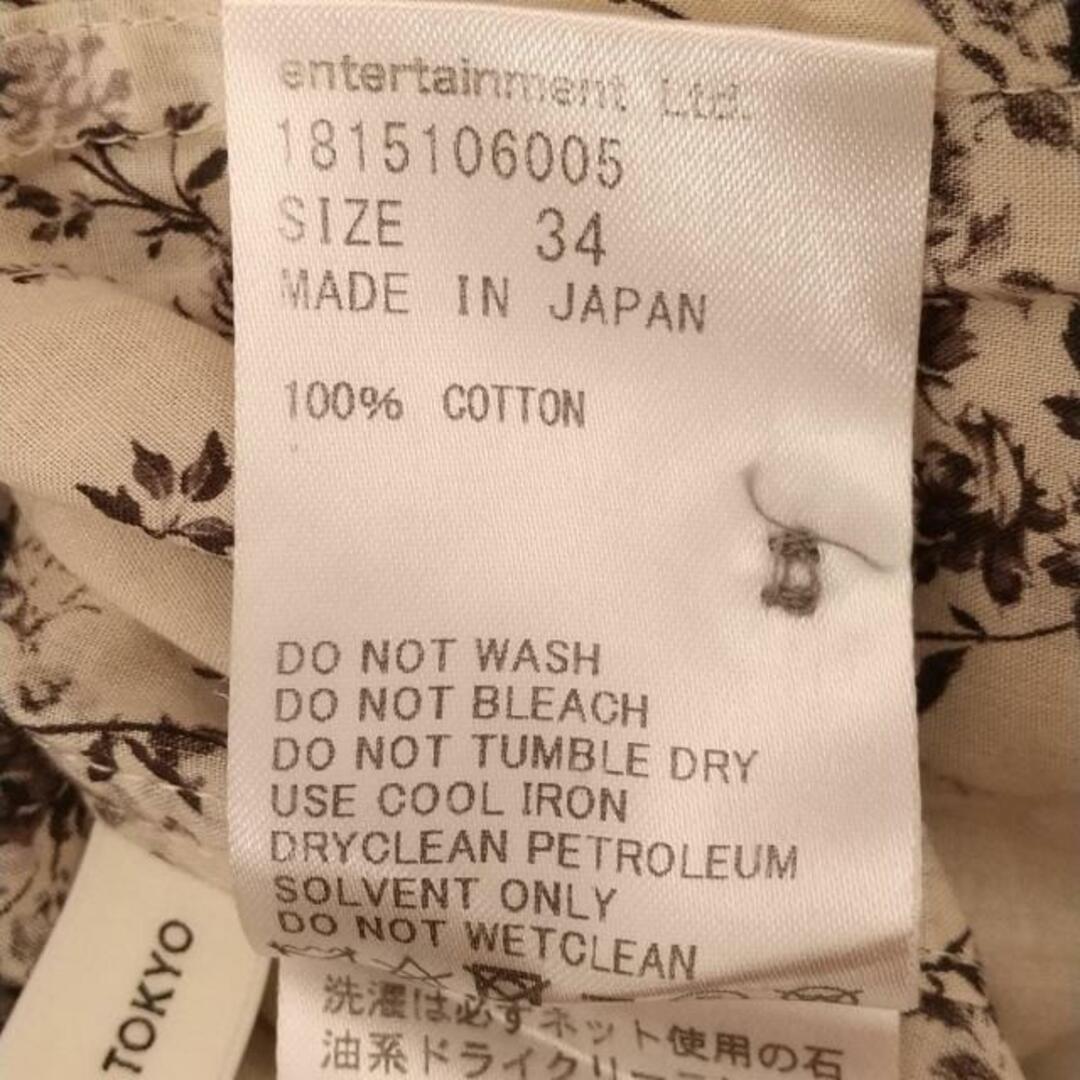 entertainment Ltd.
1815106005
SIZE 34
MADE IN JAPAN
100% COTTON
DO NOT WASH
DO NOT BLEACH
DO NOT TUMBLE DRY
USE COOL IRON
DRYCLEAN PETROLEUM
SOLVENT ONLY
DO NOT WETCLEAN
洗濯は必ずネット使用の石
油系ドライクリーニ
TOKYO